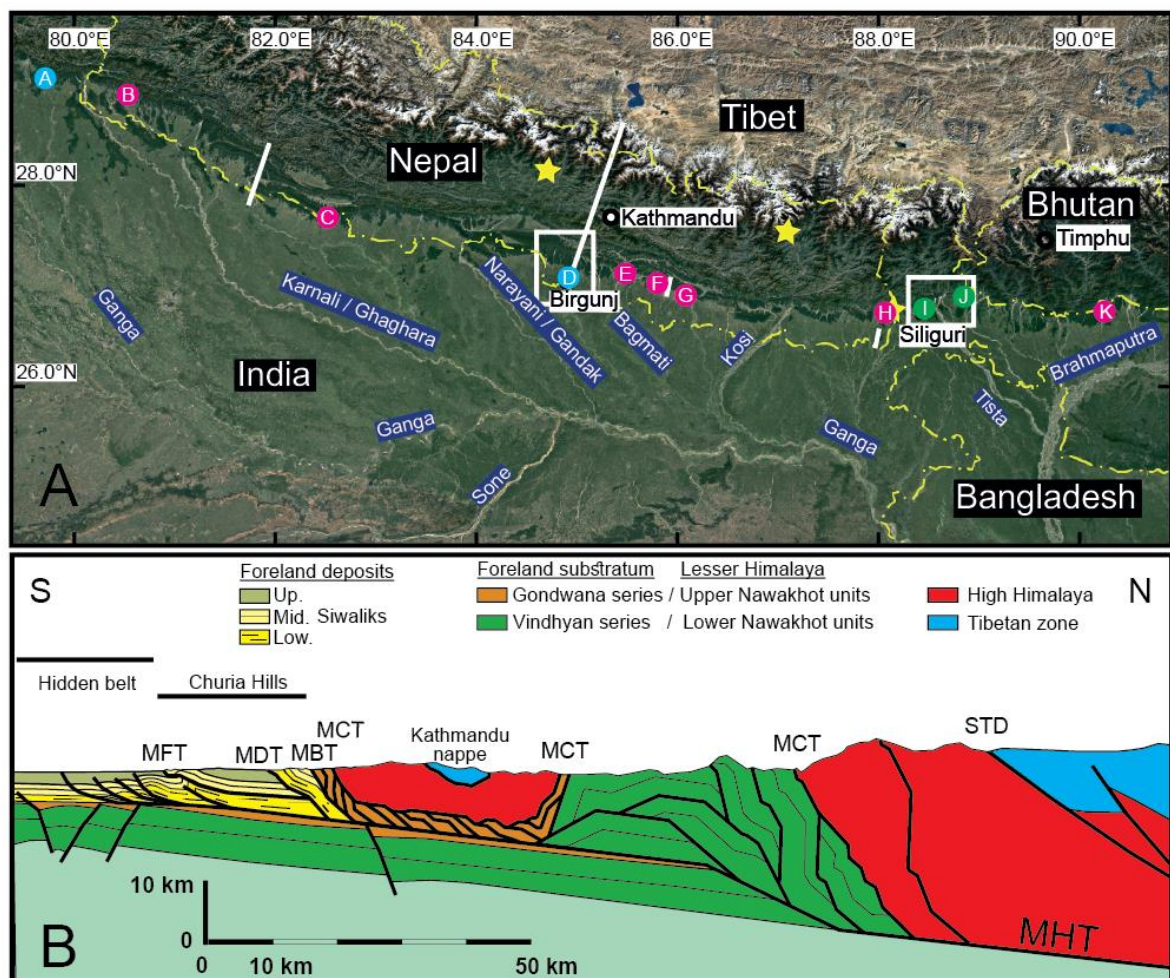 80.0°E
82.0°E
84.0°E
86.0°E
88.0°E
90.0°E
A
B
Tibet
Nepal
28.0°N
Bhutan
Kathmandu
Timphu
C
D
E
F
G
H
I
J
K
Birgunj
Siliguri
Karnali / Ghaghara
Narayani / Gandak
Bagmati
Kosi
Brahmaputra
Ganga
26.0°N
India
Tista
Ganga
Ganga
Sone
A
Bangladesh
S
N
Foreland deposits
Up.
Mid. Siwaliks
Low.
Foreland substratum
Lesser Himalaya
Gondwana series / Upper Nawakhot units
Vindhyan series / Lower Nawakhot units
High Himalaya
Tibetan zone
Hidden belt
Churia Hills
MFT
MDT
MBT
MCT
Kathmandu
nappe
MCT
MCT
STD
10 km
0
0
10 km
50 km
MHT
B